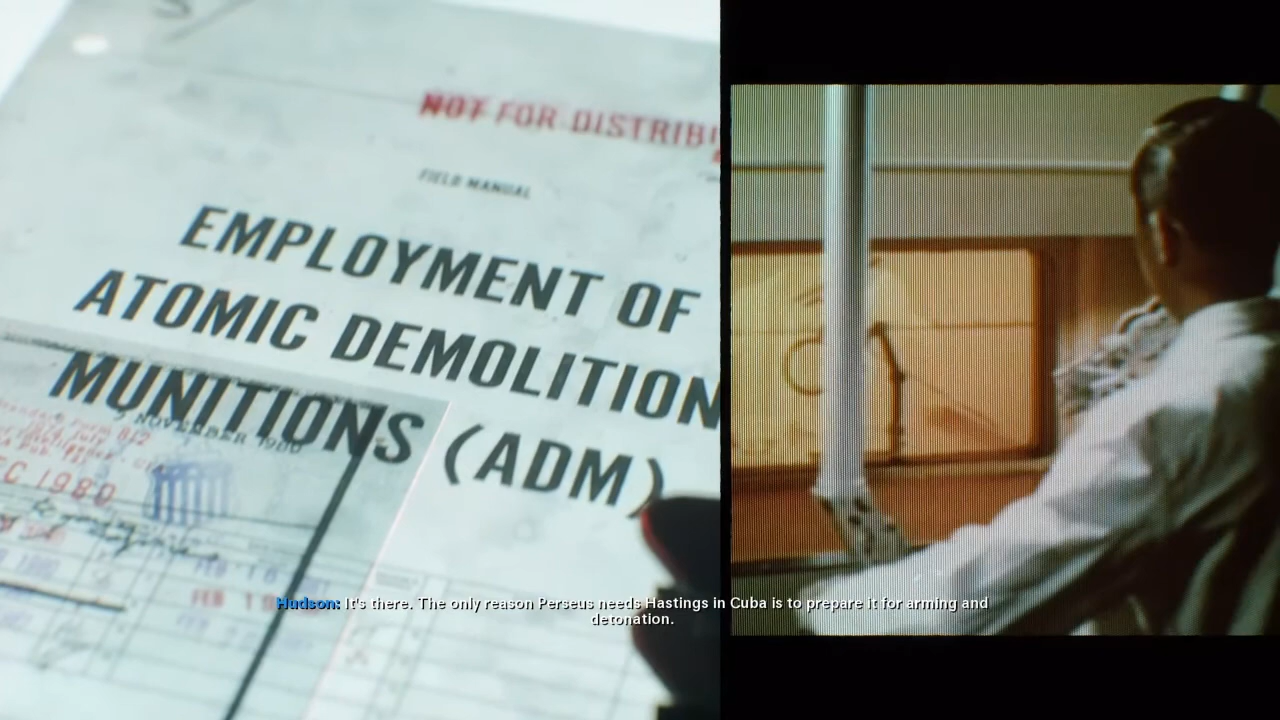 NOT FOR DISTRIB
FIELD MANUAL
EMPLOYMENT OF
ATOMIC DEMOLITION
MUNITIONS (ADM)
NOVEMBER 1980
C 1980
Hudson: It's there. The only reason Perseus needs Hastings in Cuba is to prepare it for arming and
detonation.